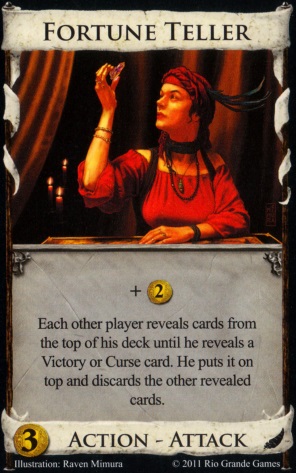 FORTUNE TELLER
+ 2
Each other player reveals cards from
the top of his deck until he reveals a
Victory or Curse card. He puts it on
top and discards the other revealed
cards.
3 ACTION - ATTACK
Illustration: Raven Mimura © 2011 Rio Grande Games